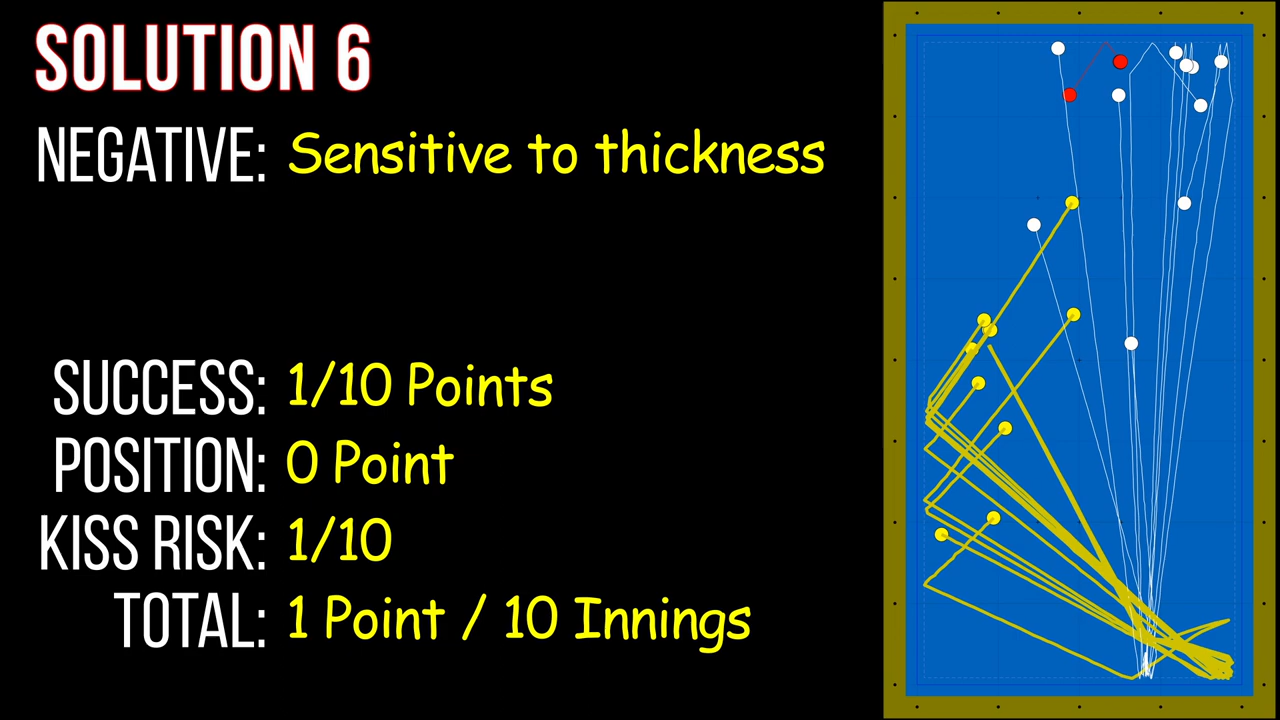 SOLUTION 6
NEGATIVE: Sensitive to thickness
SUCCESS: 1/10 Points
POSITION: 0 Point
KISS RISK: 1/10
TOTAL: 1 Point / 10 Innings